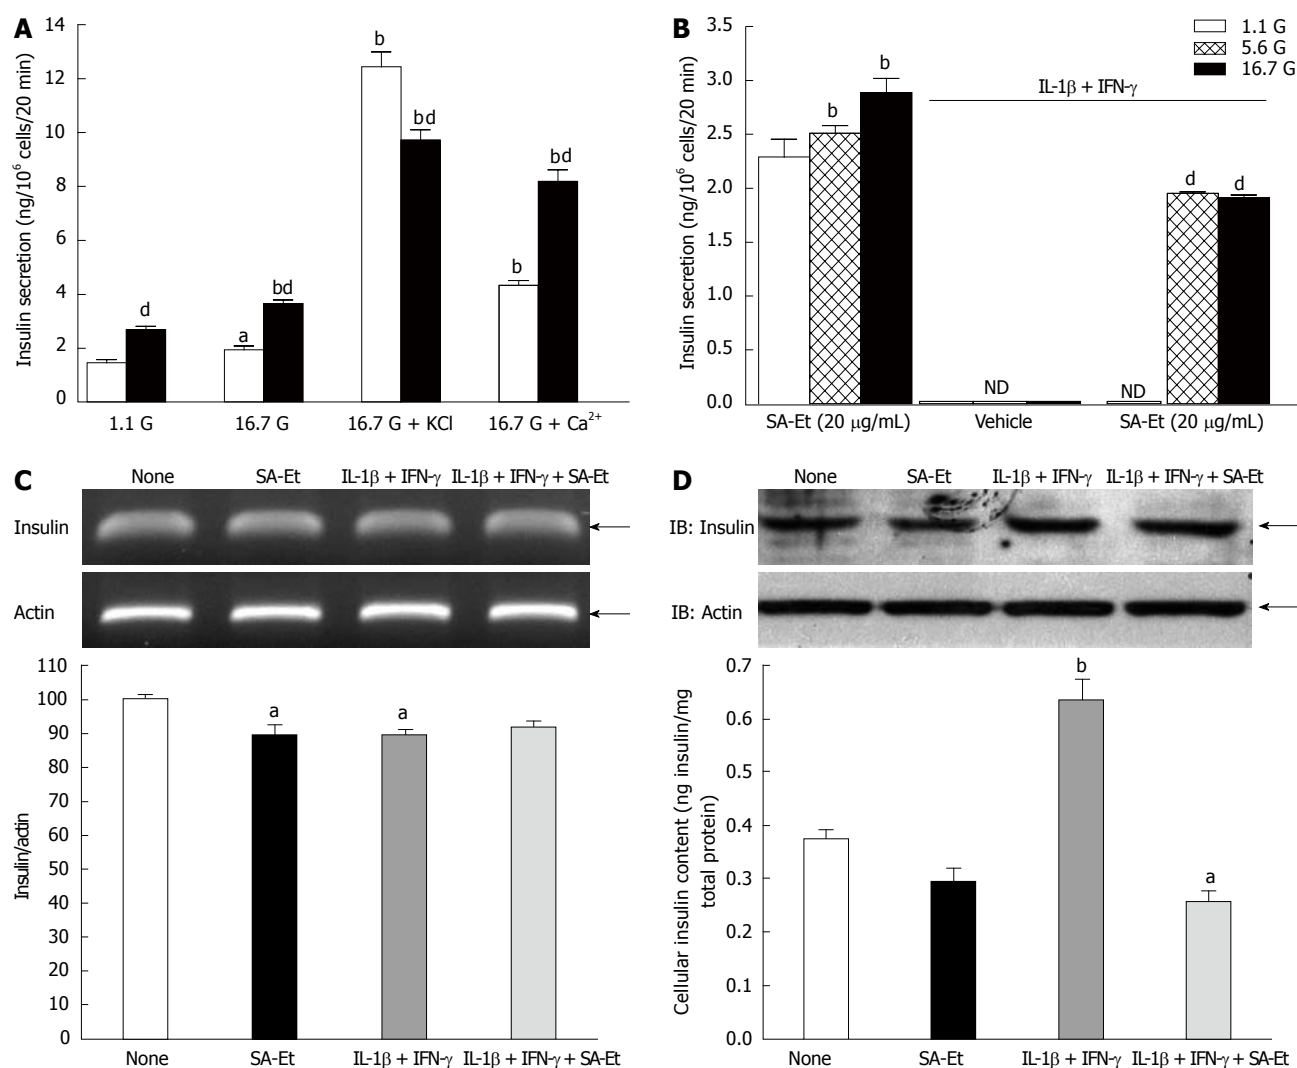 A
Insulin secretion (ng/10⁶ cells/20 min)
14
12
10
8
6
4
2
0
d
a
bd
b
bd
b
bd
1.1 G
16.7 G
16.7 G + KCl
16.7 G + Ca²⁺
B
Insulin secretion (ng/10⁶ cells/20 min)
3.5
3.0
2.5
2.0
1.5
1.0
0.5
0.0
1.1 G
5.6 G
16.7 G
IL-1β + IFN-γ
b
b
ND
ND
d
d
SA-Et (20 μg/mL)
Vehicle
SA-Et (20 μg/mL)
C
None
SA-Et
IL-1β + IFN-γ
IL-1β + IFN-γ + SA-Et
Insulin
Actin
Insulin/actin
110
100
90
80
70
60
50
40
30
20
10
0
a
a
None
SA-Et
IL-1β + IFN-γ
IL-1β + IFN-γ + SA-Et
D
None
SA-Et
IL-1β + IFN-γ
IL-1β + IFN-γ + SA-Et
IB: Insulin
IB: Actin
Cellular insulin content (ng insulin/mg
total protein)
0.7
0.6
0.5
0.4
0.3
0.2
0.1
0.0
b
a
None
SA-Et
IL-1β + IFN-γ
IL-1β + IFN-γ + SA-Et